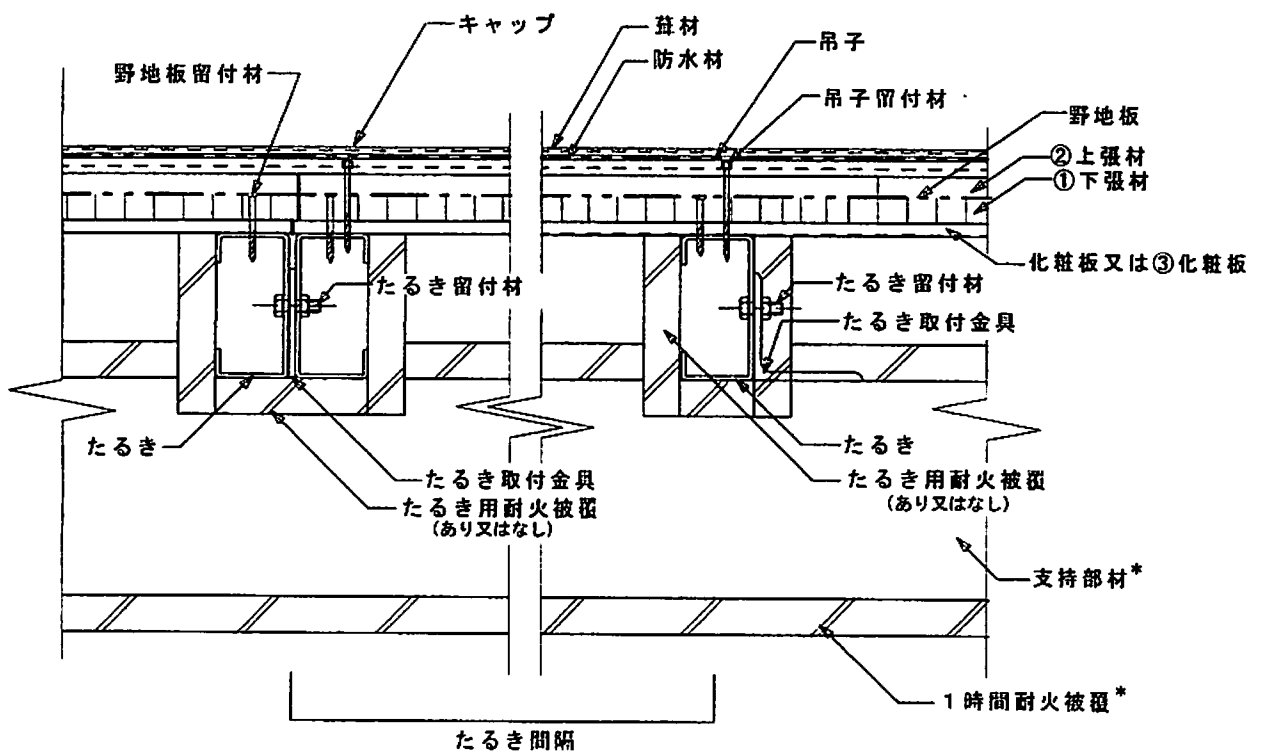 キャップ
葺材
防水材
野地板留付材
吊子
吊子留付材
野地板
②上張材
①下張材
化粧板又は③化粧板
たるき留付材
たるき留付材
たるき取付金具
たるき
たるき
たるき取付金具
たるき用耐火被覆
(あり又はなし)
たるき用耐火被覆
(あり又はなし)
支持部材*
1時間耐火被覆*
たるき間隔